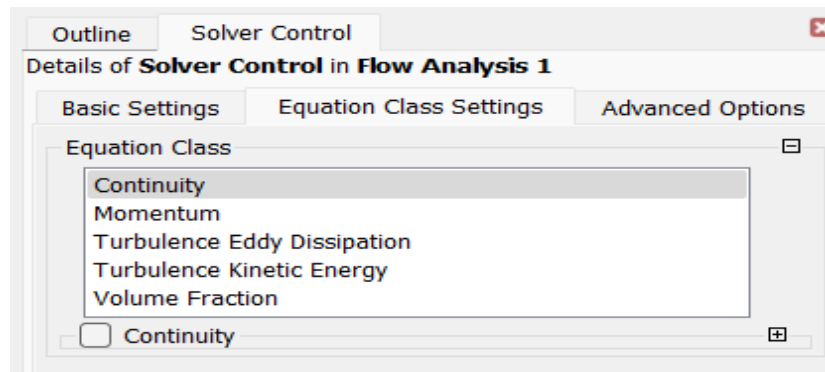 Outline Solver Control
Details of Solver Control in Flow Analysis 1
Basic Settings Equation Class Settings Advanced Options
Equation Class
Continuity
Momentum
Turbulence Eddy Dissipation
Turbulence Kinetic Energy
Volume Fraction
Continuity